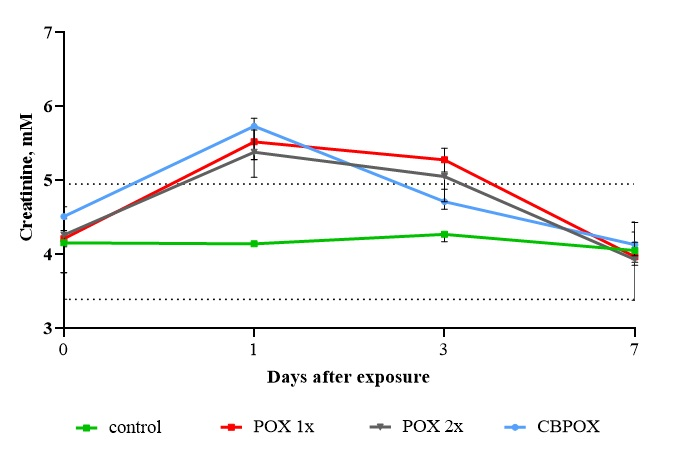 7
6
5
4
3
Creatinine, mM
0 1 3 7
Days after exposure
control POX 1x POX 2x CBPOX